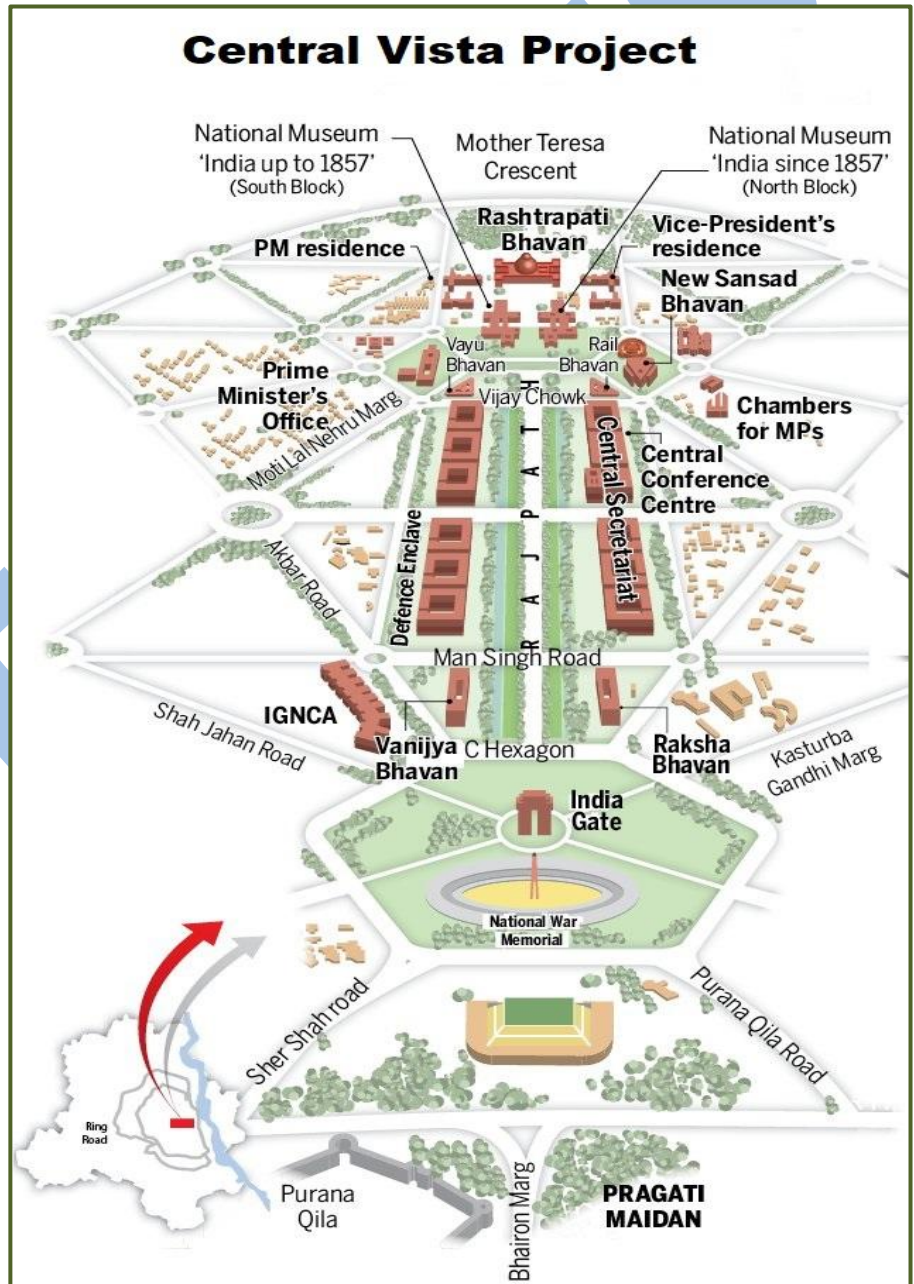 Central Vista Project
National Museum
'India up to 1857'
(South Block)
Mother Teresa
Crescent
National Museum
'India since 1857'
(North Block)
Rashtrapati
Bhavan
PM residence
Vice-President's
residence
New Sansad
Bhavan
Vayu
Bhavan
Rail
Bhavan
Prime
Minister's
Office
Vijay Chowk
Moti Lal Nehru Marg
Chambers
for MPs
Central
Conference
Centre
Central Secretariat
RAJPATH
Defence Enclave
Akbar Road
Man Singh Road
IGNCA
Shah Jahan Road
Vanijya
Bhavan
C Hexagon
Raksha
Bhavan
Kasturba
Gandhi Marg
India
Gate
National War
Memorial
Sher Shah road
Purana Qila Road
Ring
Road
Purana
Qila
Bhairon Marg
PRAGATI
MAIDAN